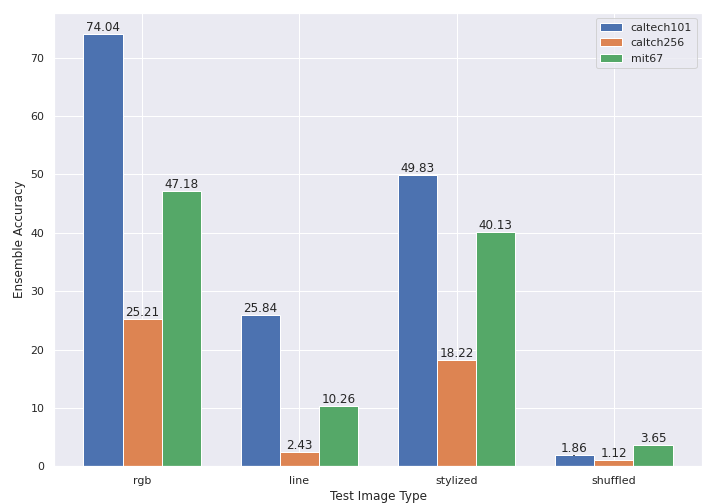 74.04
25.21
47.18
25.84
2.43
10.26
49.83
18.22
40.13
1.86
1.12
3.65
caltech101
caltch256
mit67
70
60
50
40
30
20
10
0
Ensemble Accuracy
rgb
line
stylized
shuffled
Test Image Type